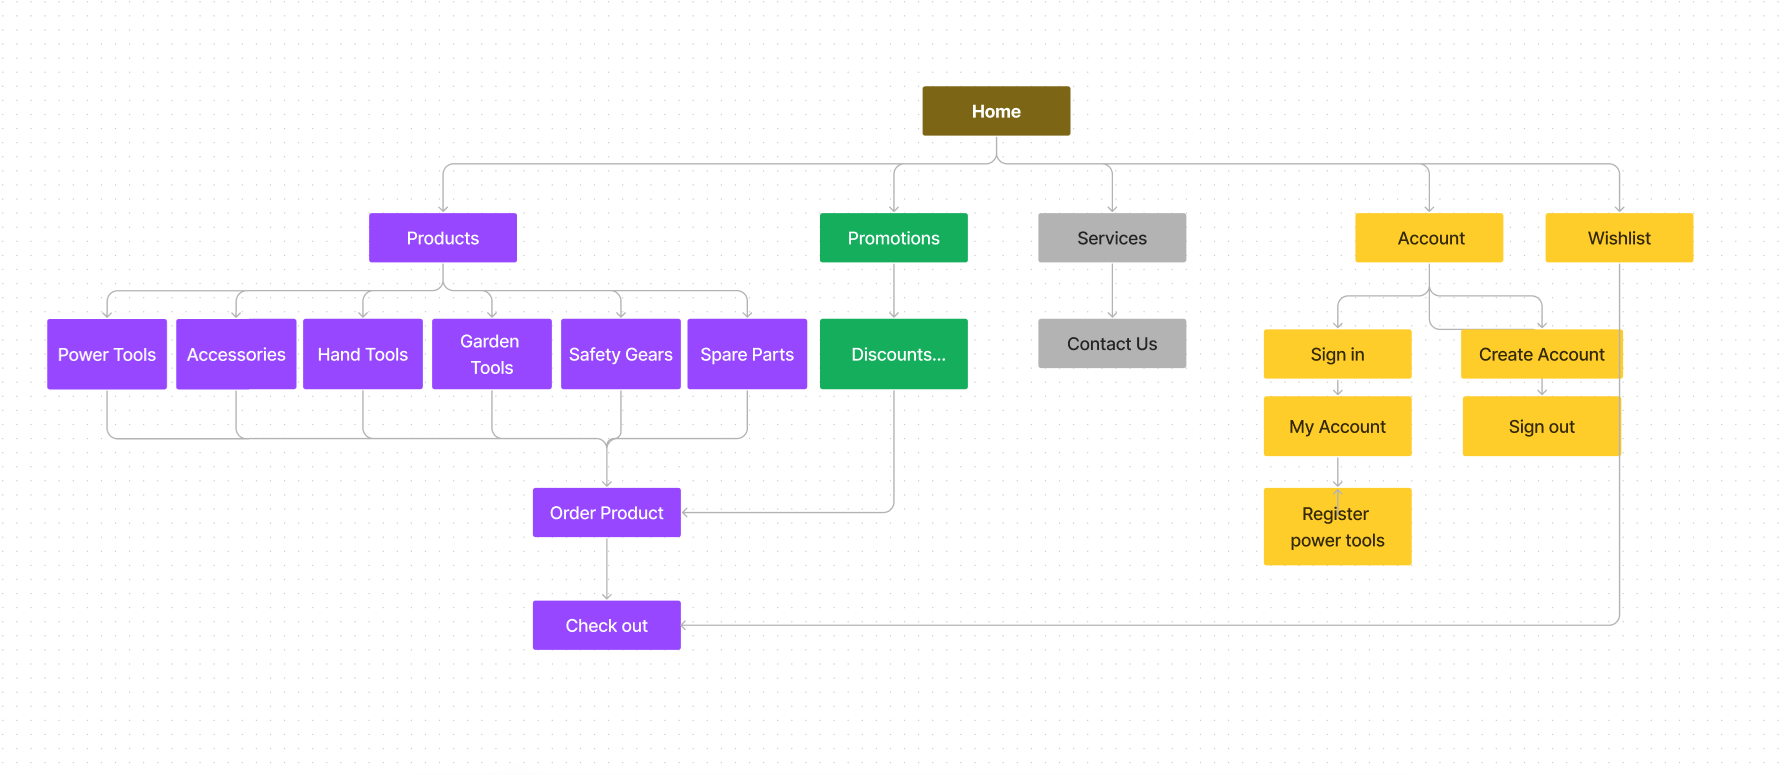 Home
Products
Promotions
Services
Account
Wishlist
Power Tools
Accessories
Hand Tools
Garden
Tools
Safety Gears
Spare Parts
Discounts...
Contact Us
Sign in
Create Account
My Account
Sign out
Order Product
Register
power tools
Check out